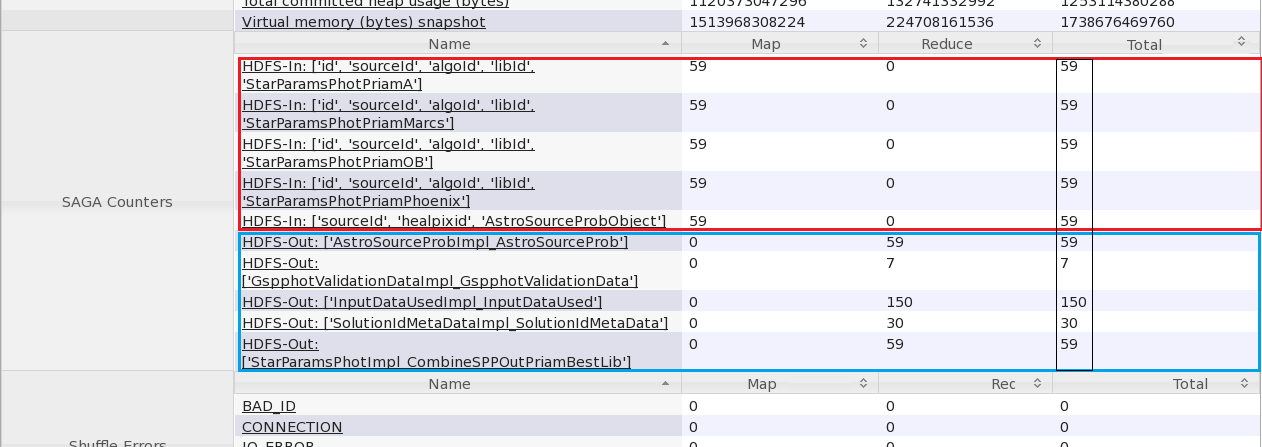 Total committed heap usage (bytes) 1120373047296 132741332992 1253114380288
Virtual memory (bytes) snapshot 1513968308224 224708161536 1738676469760
Name Map Reduce Total
HDFS-In: ['id', 'sourceId', 'algoId', 'libId', 59 0 59
'StarParamsPhotPriamA']
HDFS-In: ['id', 'sourceId', 'algoId', 'libId', 59 0 59
'StarParamsPhotPriamMarcs']
HDFS-In: ['id', 'sourceId', 'algoId', 'libId', 59 0 59
'StarParamsPhotPriamOB']
HDFS-In: ['id', 'sourceId', 'algoId', 'libId', 59 0 59
'StarParamsPhotPriamPhoenix']
SAGA Counters
HDFS-In: ['sourceId', 'healpixid', 'AstroSourceProbObject'] 59 0 59
HDFS-Out: ['AstroSourceProbImpl_AstroSourceProb'] 0 59 59
HDFS-Out: 0 7 7
['GspphotValidationDataImpl_GspphotValidationData']
HDFS-Out: ['InputDataUsedImpl_InputDataUsed'] 0 150 150
HDFS-Out: ['SolutionIdMetaDataImpl_SolutionIdMetaData'] 0 30 30
HDFS-Out: 0 59 59
['StarParamsPhotImpl_CombineSPPOutPriamBestLib']
Name Map Rec Total
BAD_ID 0 0 0
CONNECTION 0 0 0
Shuffle Errors
IO_ERROR 0 0 0